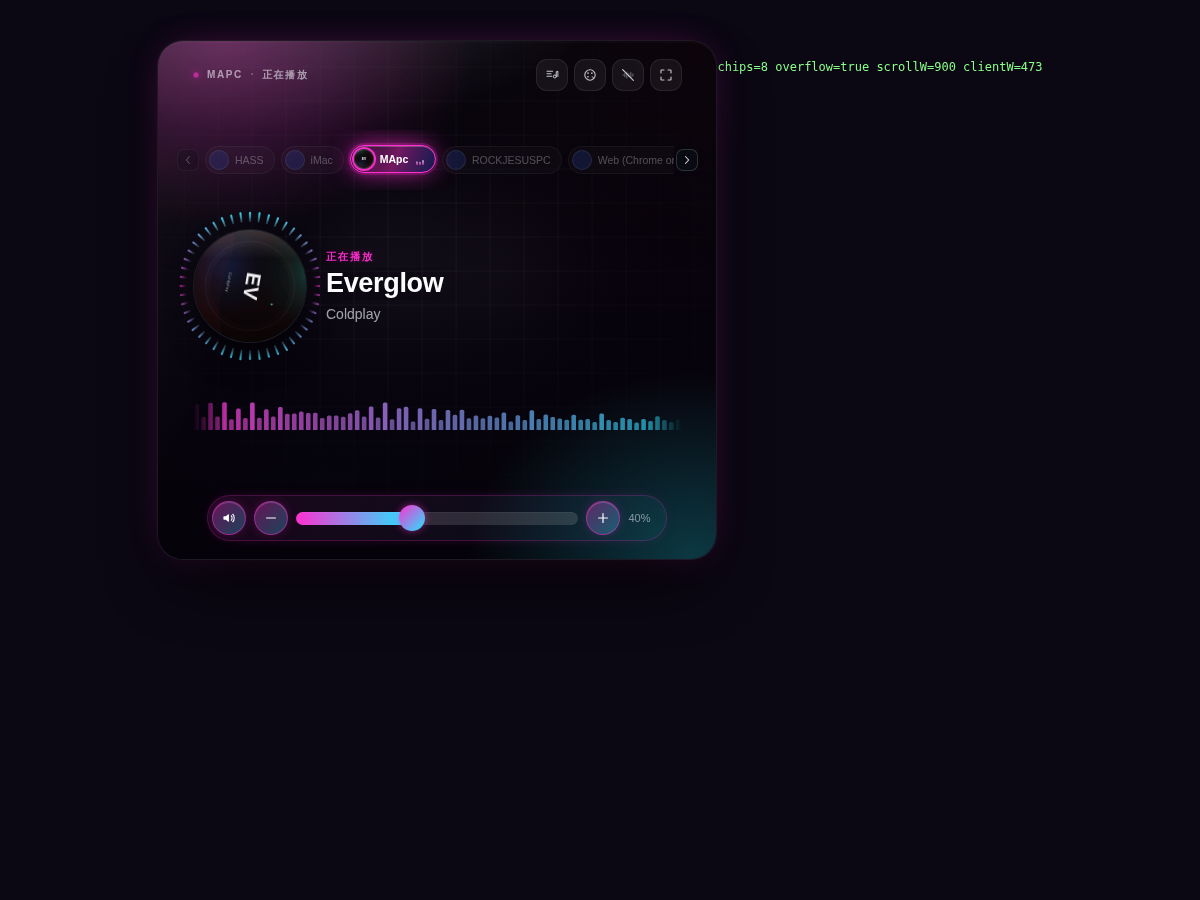 MAPC · 正在播放
chips=8 overflow=true scrollW=900 clientW=473
HASS
iMac
EV
MApc
ROCKJESUSPC
Web (Chrome or
EV
正在播放
Everglow
Coldplay
40%